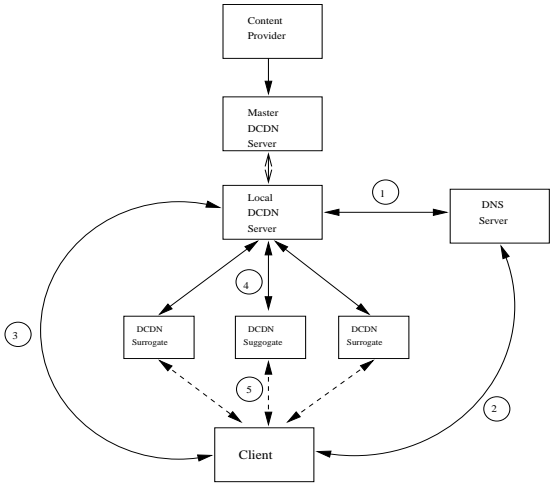 Content
Provider
Master
DCDN
Server
Local
DCDN
Server
1
DNS
Server
4
DCDN
Surrogate
DCDN
Suggogate
DCDN
Surrogate
3
5
2
Client